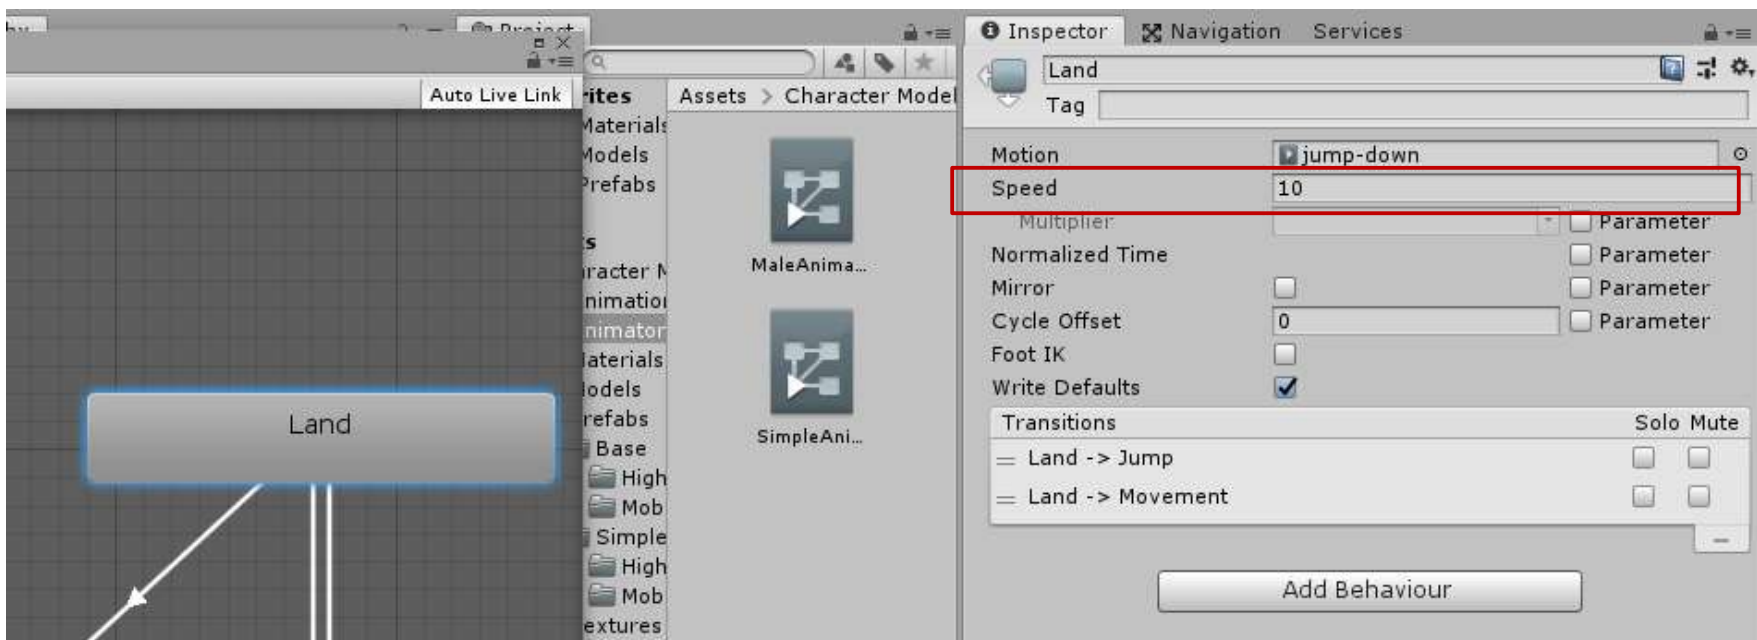 Project
Auto Live Link
Land
rites
Materials
Models
Prefabs
s
racter M
nimation
nimator
laterials
lodels
refabs
Base
High
Mob
Simple
High
Mob
extures
Assets > Character Model
MaleAnima...
SimpleAni...
Inspector Navigation Services
Land
Tag
Motion jump-down
Speed 10
Multiplier Parameter
Normalized Time Parameter
Mirror Parameter
Cycle Offset 0 Parameter
Foot IK
Write Defaults
Transitions Solo Mute
= Land -> Jump
= Land -> Movement
Add Behaviour